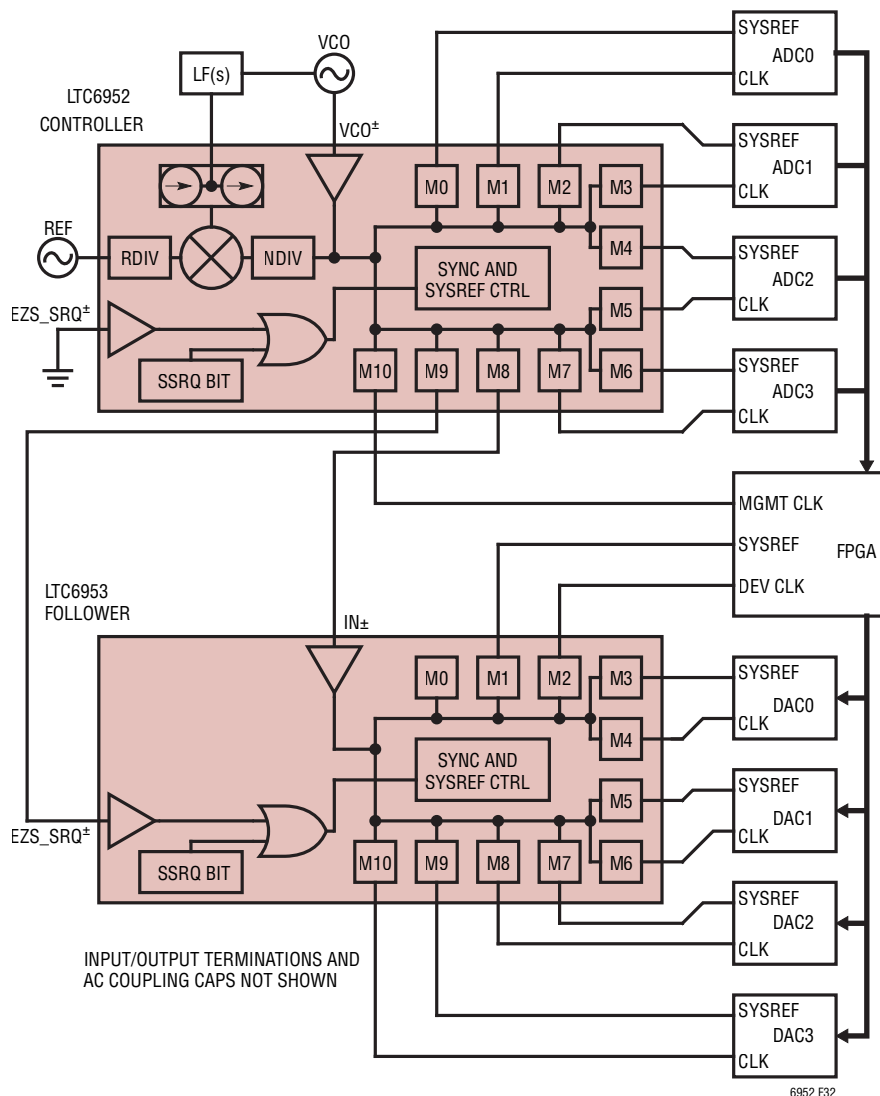 VCO
LF(s)
LTC6952
CONTROLLER
VCO±
SYSREF
ADC0
CLK
SYSREF
ADC1
CLK
SYSREF
ADC2
CLK
SYSREF
ADC3
CLK
M0
M1
M2
M3
M4
REF
RDIV
NDIV
SYNC AND
SYSREF CTRL
EZS_SRQ±
SSRQ BIT
M5
M6
M10
M9
M8
M7
MGMT CLK
SYSREF
FPGA
DEV CLK
LTC6953
FOLLOWER
IN±
M0
M1
M2
M3
M4
SYNC AND
SYSREF CTRL
EZS_SRQ±
SSRQ BIT
M5
M6
M10
M9
M8
M7
SYSREF
DAC0
CLK
SYSREF
DAC1
CLK
SYSREF
DAC2
CLK
SYSREF
DAC3
CLK
INPUT/OUTPUT TERMINATIONS AND
AC COUPLING CAPS NOT SHOWN
6952 F32